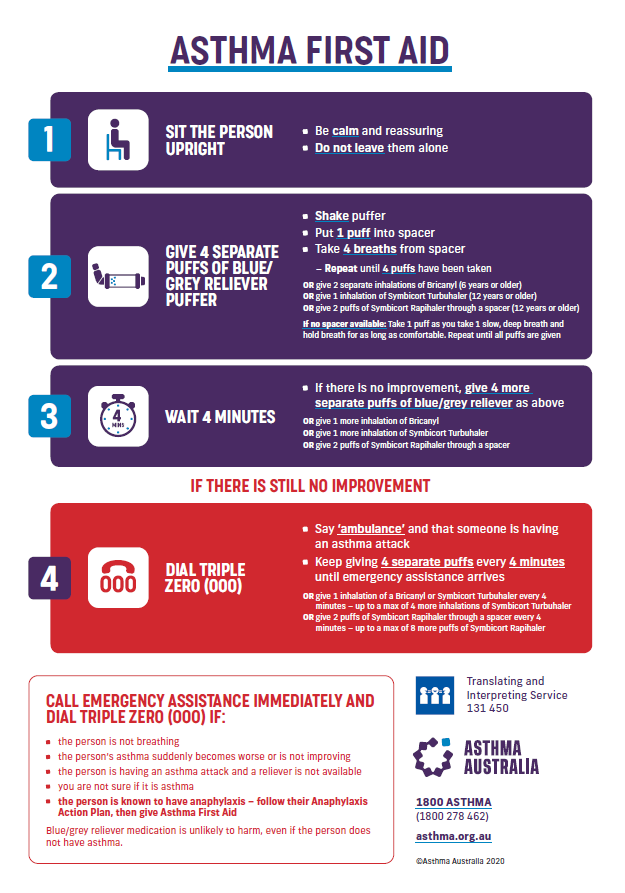 ASTHMA FIRST AID
1
SIT THE PERSON
UPRIGHT
Be calm and reassuring
Do not leave them alone
2
GIVE 4 SEPARATE
PUFFS OF BLUE/
GREY RELIEVER
PUFFER
Shake puffer
Put 1 puff into spacer
Take 4 breaths from spacer
– Repeat until 4 puffs have been taken
OR give 2 separate inhalations of Bricanyl (6 years or older)
OR give 1 inhalation of Symbicort Turbuhaler (12 years or older)
OR give 2 puffs of Symbicort Rapihaler through a spacer (12 years or older)
If no spacer available: Take 1 puff as you take 1 slow, deep breath and
hold breath for as long as comfortable. Repeat until all puffs are given
3
4
MINS
WAIT 4 MINUTES
If there is no improvement, give 4 more
separate puffs of blue/grey reliever as above
OR give 1 more inhalation of Bricanyl
OR give 1 more inhalation of Symbicort Turbuhaler
OR give 2 puffs of Symbicort Rapihaler through a spacer
IF THERE IS STILL NO IMPROVEMENT
4
000
DIAL TRIPLE
ZERO (000)
Say ‘ambulance’ and that someone is having
an asthma attack
Keep giving 4 separate puffs every 4 minutes
until emergency assistance arrives
OR give 1 inhalation of a Bricanyl or Symbicort Turbuhaler every 4
minutes – up to a max of 4 more inhalations of Symbicort Turbuhaler
OR give 2 puffs of Symbicort Rapihaler through a spacer every 4
minutes – up to a max of 8 more puffs of Symbicort Rapihaler
CALL EMERGENCY ASSISTANCE IMMEDIATELY AND
DIAL TRIPLE ZERO (000) IF:
the person is not breathing
the person’s asthma suddenly becomes worse or is not improving
the person is having an asthma attack and a reliever is not available
you are not sure if it is asthma
the person is known to have anaphylaxis – follow their Anaphylaxis
Action Plan, then give Asthma First Aid
Blue/grey reliever medication is unlikely to harm, even if the person does
not have asthma.
Translating and
Interpreting Service
131 450
ASTHMA
AUSTRALIA
1800 ASTHMA
(1800 278 462)
asthma.org.au
©Asthma Australia 2020